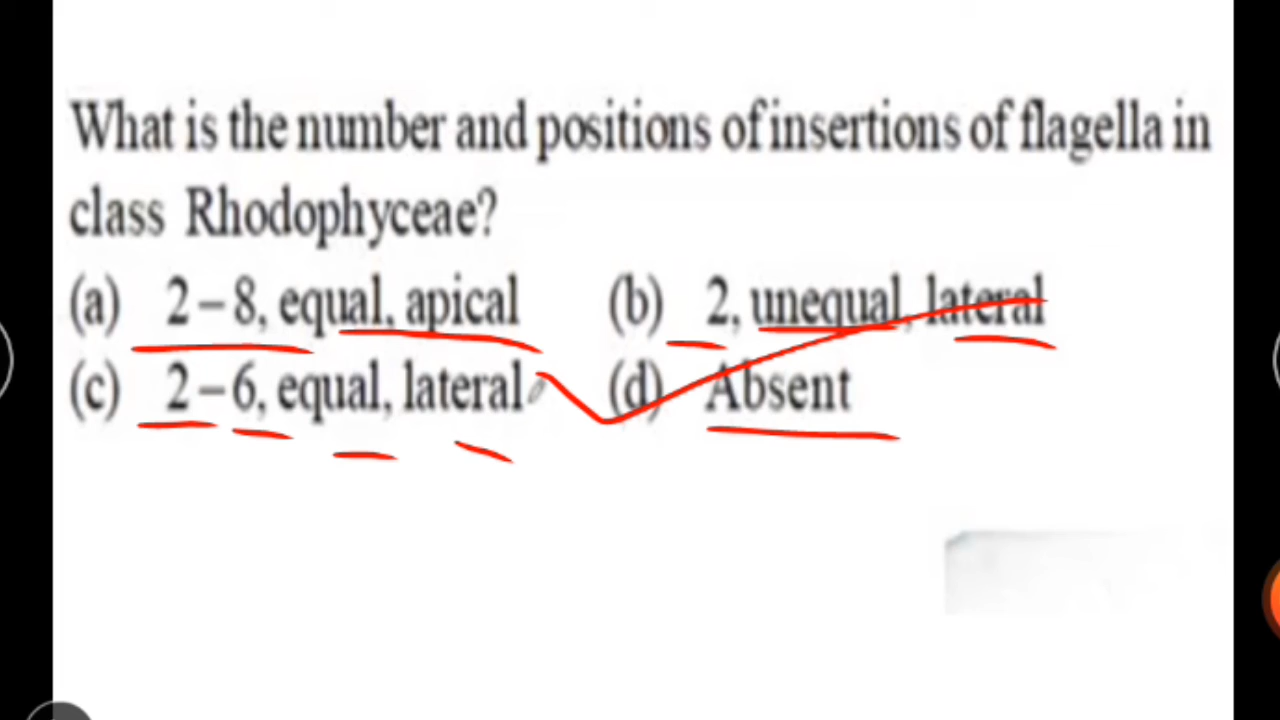 What is the number and positions of insertions of flagella in
class Rhodophyceae?
(a) 2–8, equal, apical (b) 2, unequal, lateral
(c) 2–6, equal, lateral (d) Absent